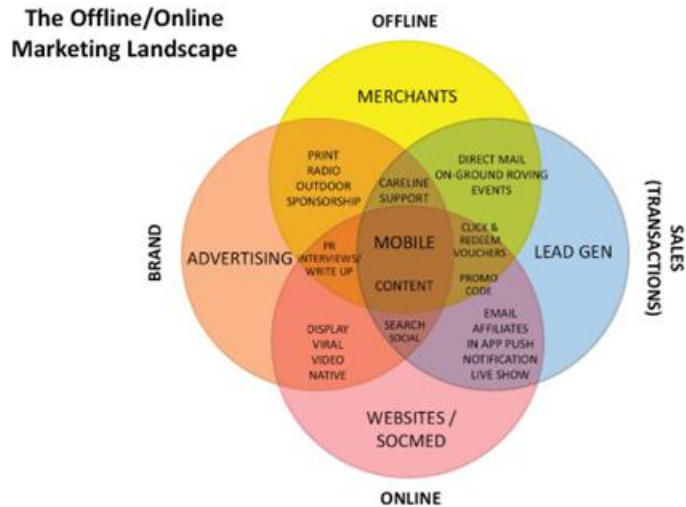 The Offline/Online
Marketing Landscape
OFFLINE
MERCHANTS
PRINT
RADIO
OUTDOOR
SPONSORSHIP
CARELINE
SUPPORT
DIRECT MAIL
ON-GROUND ROVING
EVENTS
BRAND
ADVERTISING
PR
INTERVIEWS/
WRITE UP
MOBILE
CONTENT
CLICK &
REDEEM
VOUCHERS
PROMO
CODE
LEAD GEN
SALES
(TRANSACTIONS)
DISPLAY
VIRAL
VIDEO
NATIVE
SEARCH
SOCIAL
EMAIL
AFFILIATES
IN APP PUSH
NOTIFICATION
LIVE SHOW
WEBSITES /
SOCMED
ONLINE